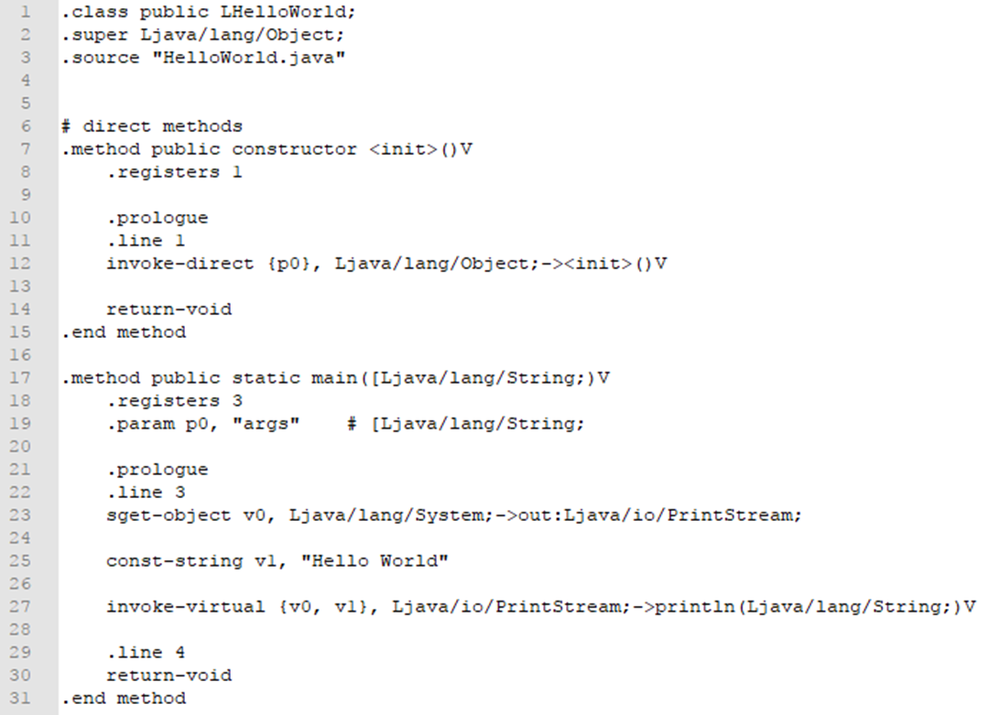 1 .class public LHelloWorld;
2 .super Ljava/lang/Object;
3 .source "HelloWorld.java"
4
5
6 # direct methods
7 .method public constructor <init>()V
8     .registers 1
9
10     .prologue
11     .line 1
12     invoke-direct {p0}, Ljava/lang/Object;-><init>()V
13
14     return-void
15 .end method
16
17 .method public static main([Ljava/lang/String;)V
18     .registers 3
19     .param p0, "args"    # [Ljava/lang/String;
20
21     .prologue
22     .line 3
23     sget-object v0, Ljava/lang/System;->out:Ljava/io/PrintStream;
24
25     const-string v1, "Hello World"
26
27     invoke-virtual {v0, v1}, Ljava/io/PrintStream;->println(Ljava/lang/String;)V
28
29     .line 4
30     return-void
31 .end method